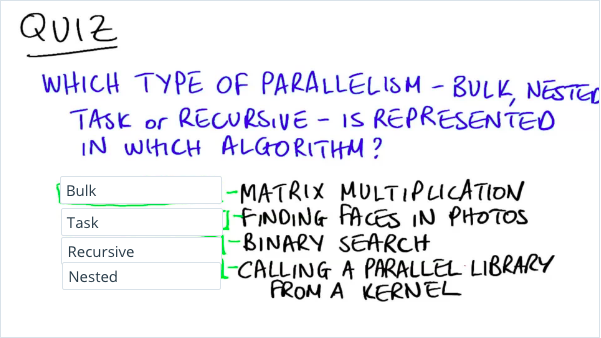 QUIZ
WHICH TYPE OF PARALLELISM - BULK, NESTED
TASK or RECURSIVE - IS REPRESENTED
IN WHICH ALGORITHM?
Bulk - MATRIX MULTIPLICATION
Task - FINDING FACES IN PHOTOS
Recursive - BINARY SEARCH
Nested - CALLING A PARALLEL LIBRARY
FROM A KERNEL